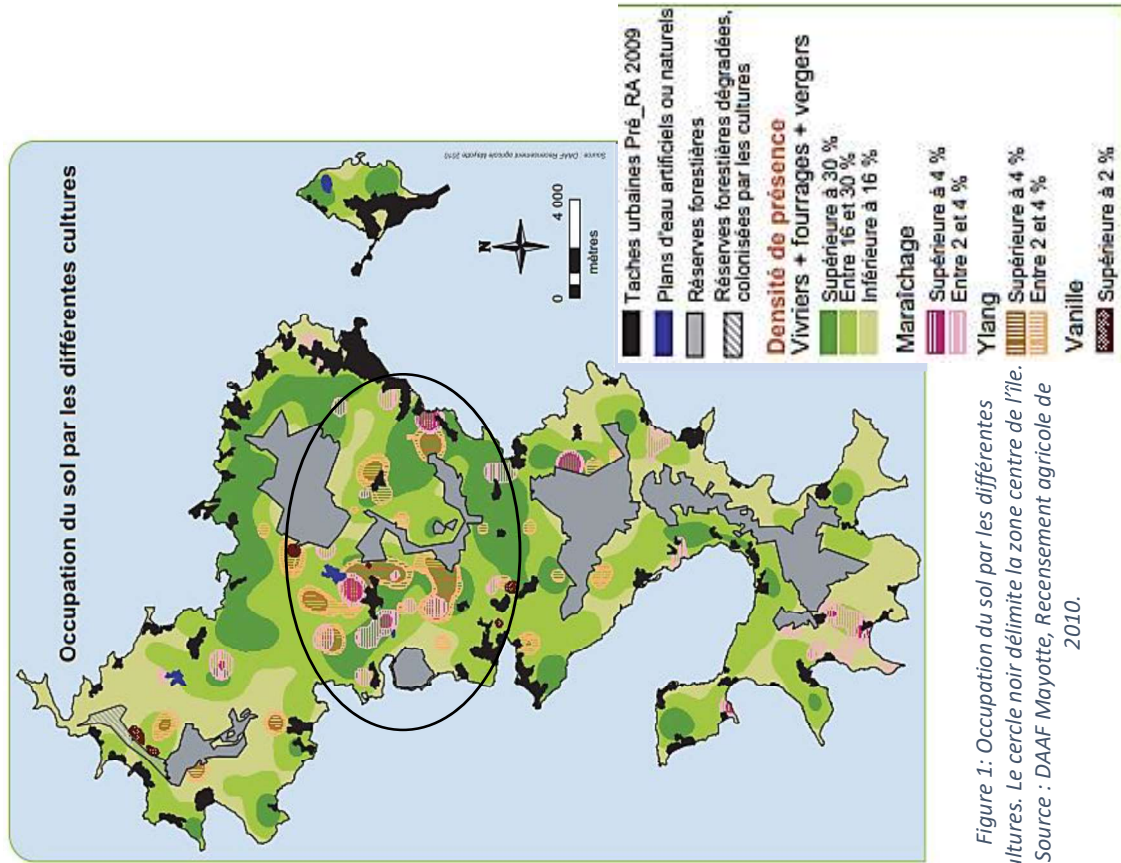 Occupation du sol par les différentes cultures
Source : DAAF Recensement agricole Mayotte 2010
N
0 4 000
mètres
Taches urbaines Pré_RA 2009
Plans d'eau artificiels ou naturels
Réserves forestières
Réserves forestières dégradées,
colonisées par les cultures
Densité de présence
Vivriers + fourrages + vergers
Supérieure à 30 %
Entre 16 et 30 %
Inférieure à 16 %
Maraîchage
Supérieure à 4 %
Entre 2 et 4 %
Ylang
Supérieure à 4 %
Entre 2 et 4 %
Vanille
Supérieure à 2 %
Figure 1: Occupation du sol par les différentes
ltures. Le cercle noir délimite la zone centre de l'île.
Source : DAAF Mayotte, Recensement agricole de
2010.